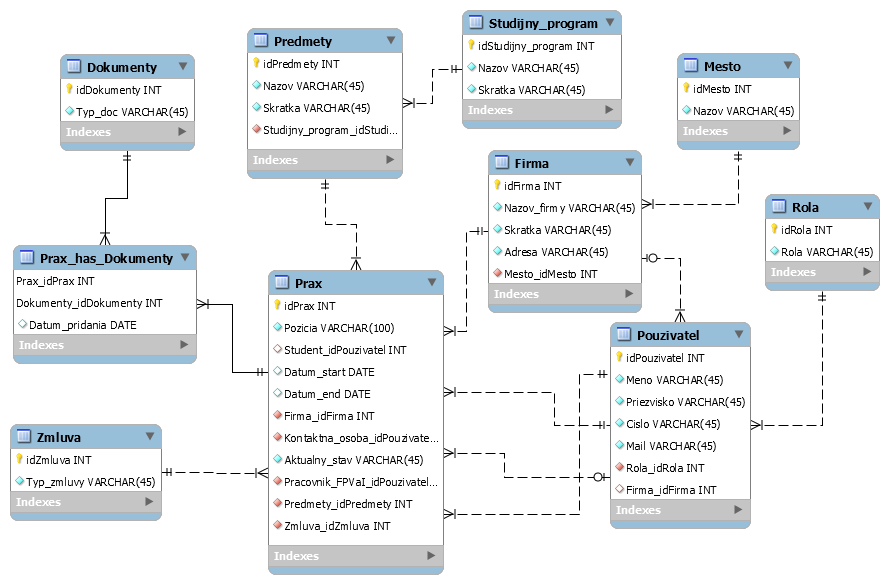 Studijny_program
idStudijny_program INT
Nazov VARCHAR(45)
Skratka VARCHAR(45)
Indexes
Predmety
idPredmety INT
Nazov VARCHAR(45)
Skratka VARCHAR(45)
Studijny_program_idStudi...
Indexes
Dokumenty
idDokumenty INT
Typ_doc VARCHAR(45)
Indexes
Mesto
idMesto INT
Nazov VARCHAR(45)
Indexes
Firma
idFirma INT
Nazov_firmy VARCHAR(45)
Skratka VARCHAR(45)
Adresa VARCHAR(45)
Mesto_idMesto INT
Indexes
Rola
idRola INT
Rola VARCHAR(45)
Indexes
Prax_has_Dokumenty
Prax_idPrax INT
Dokumenty_idDokumenty INT
Datum_pridania DATE
Indexes
Prax
idPrax INT
Pozicia VARCHAR(100)
Student_idPouzivatel INT
Datum_start DATE
Datum_end DATE
Firma_idFirma INT
Kontaktna_osoba_idPouzivate...
Aktualny_stav VARCHAR(45)
Pracovnik_FPVaI_idPouzivatel...
Predmety_idPredmety INT
Zmluva_idZmluva INT
Indexes
Pouzivatel
idPouzivatel INT
Meno VARCHAR(45)
Priezvisko VARCHAR(45)
Cislo VARCHAR(45)
Mail VARCHAR(45)
Rola_idRola INT
Firma_idFirma INT
Indexes
Zmluva
idZmluva INT
Typ_zmluvy VARCHAR(45)
Indexes